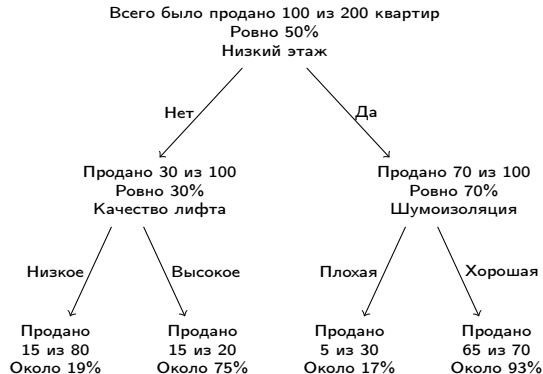 Всего было продано 100 из 200 квартир
Ровно 50%
Низкий этаж
Нет
Да
Продано 30 из 100
Ровно 30%
Качество лифта
Продано 70 из 100
Ровно 70%
Шумоизоляция
Низкое
Высокое
Плохая
Хорошая
Продано
15 из 80
Около 19%
Продано
15 из 20
Около 75%
Продано
5 из 30
Около 17%
Продано
65 из 70
Около 93%